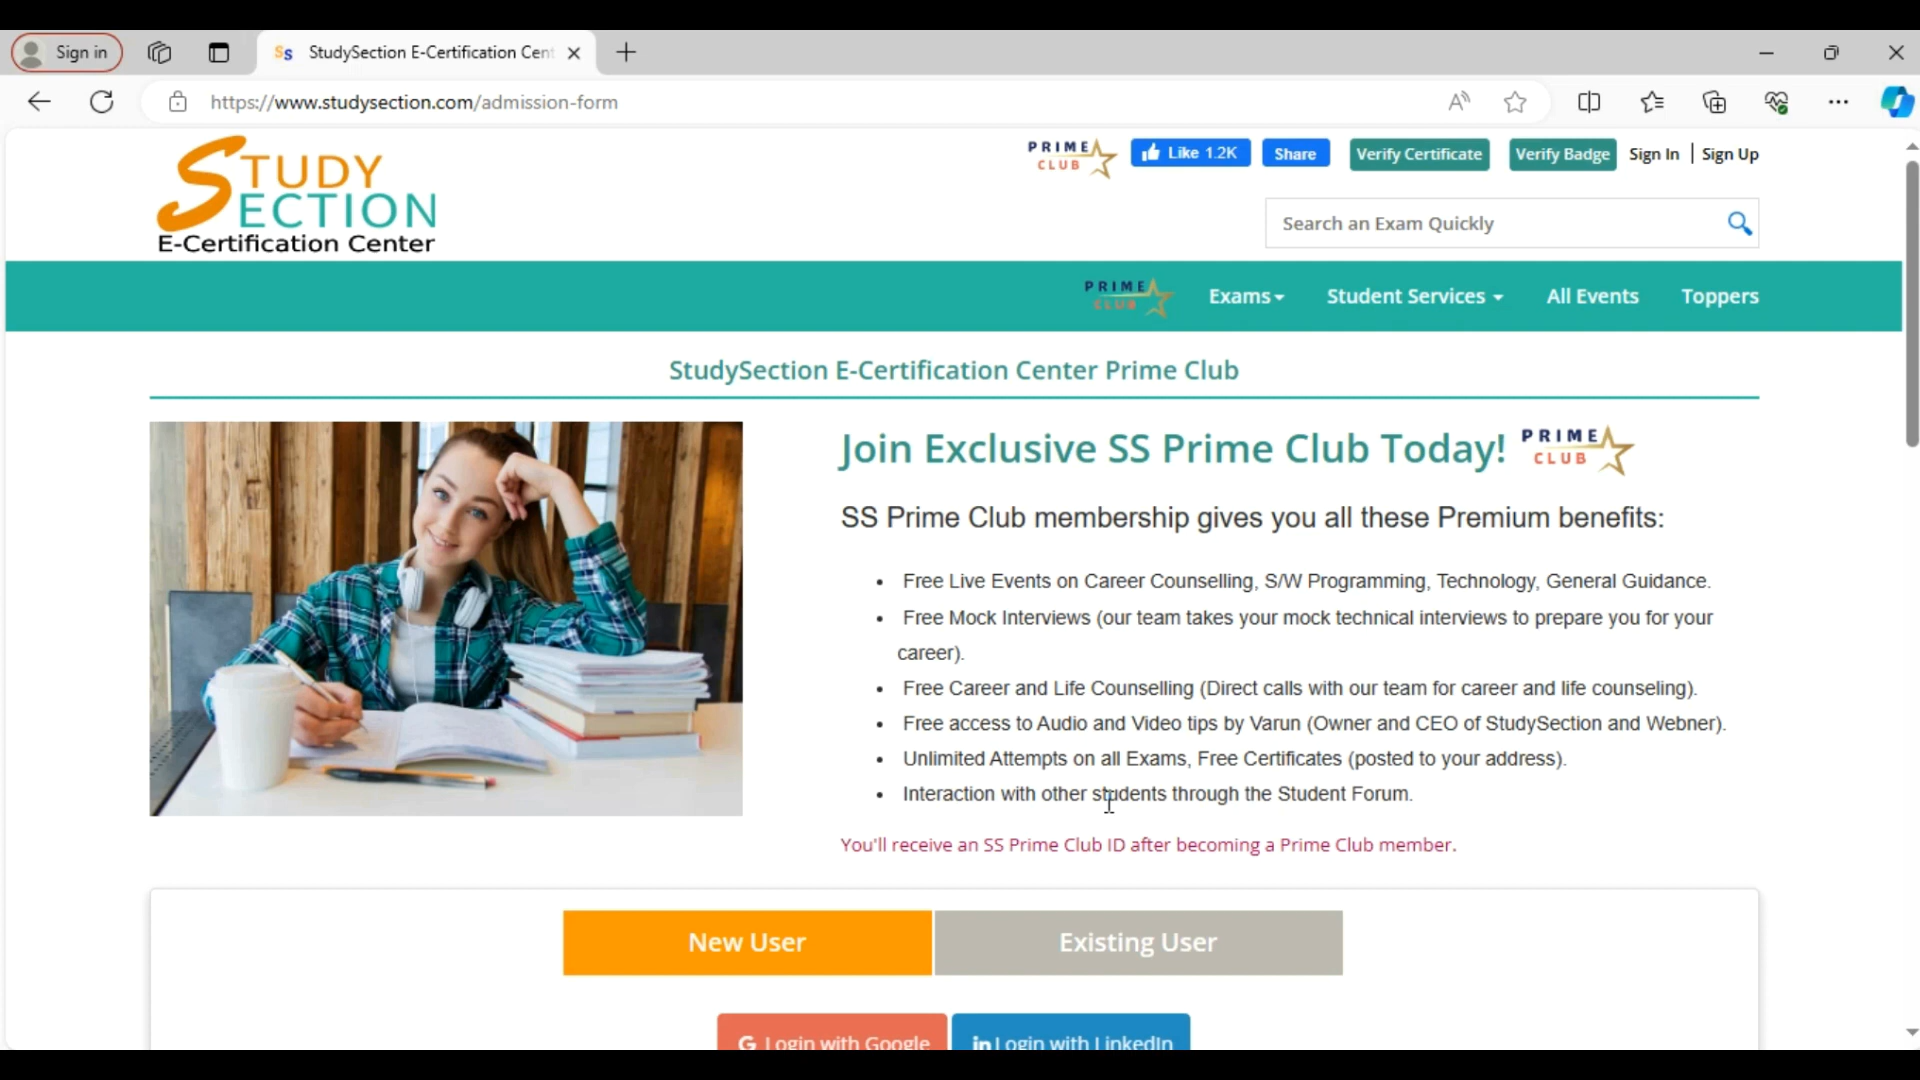 Sign in
SS StudySection E-Certification Cent
https://www.studysection.com/admission-form
STUDY
SECTION
E-Certification Center
PRIME
CLUB
Like 1.2K
Share
Verify Certificate
Verify Badge
Sign In | Sign Up
Search an Exam Quickly
PRIME
CLUB
Exams
Student Services
All Events
Toppers
StudySection E-Certification Center Prime Club
Join Exclusive SS Prime Club Today!
PRIME
CLUB
SS Prime Club membership gives you all these Premium benefits:
• Free Live Events on Career Counselling, S/W Programming, Technology, General Guidance.
• Free Mock Interviews (our team takes your mock technical interviews to prepare you for your
career).
• Free Career and Life Counselling (Direct calls with our team for career and life counseling).
• Free access to Audio and Video tips by Varun (Owner and CEO of StudySection and Webner).
• Unlimited Attempts on all Exams, Free Certificates (posted to your address).
• Interaction with other students through the Student Forum.
You'll receive an SS Prime Club ID after becoming a Prime Club member.
New User
Existing User
G Login with Google
in Login with LinkedIn